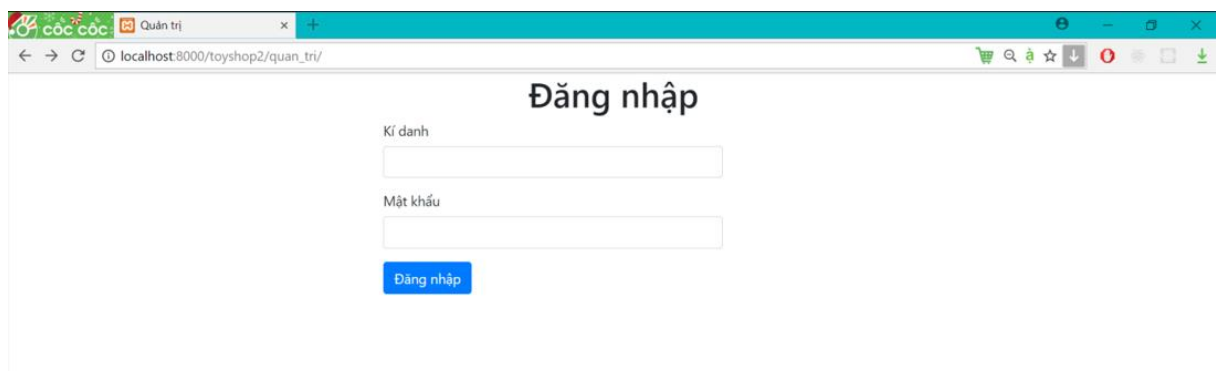 cốc cốc Quản trị
localhost:8000/toyshop2/quan_tri/
Đăng nhập
Kí danh
Mật khẩu
Đăng nhập